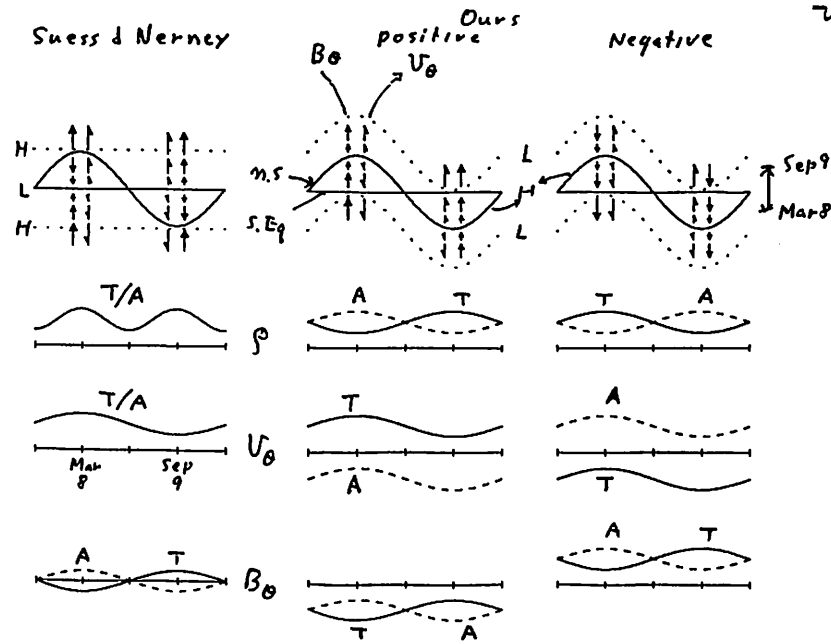 Ours
Suess & Nerney positive Negative
Bθ Vθ
H
L
H
n.s
S.Eq
L
H
L
Sep 9
Mar 8
T/A A T T A
ρ
T/A T A
Vθ
Mar 8 Sep 9
A T
A T A T
Bθ
T A